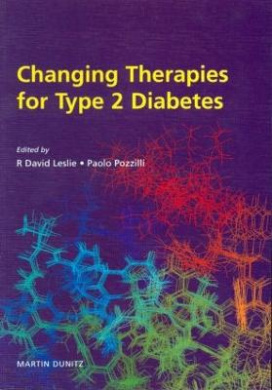 Changing Therapies
for Type 2 Diabetes
Edited by
R David Leslie • Paolo Pozzilli
MARTIN DUNITZ